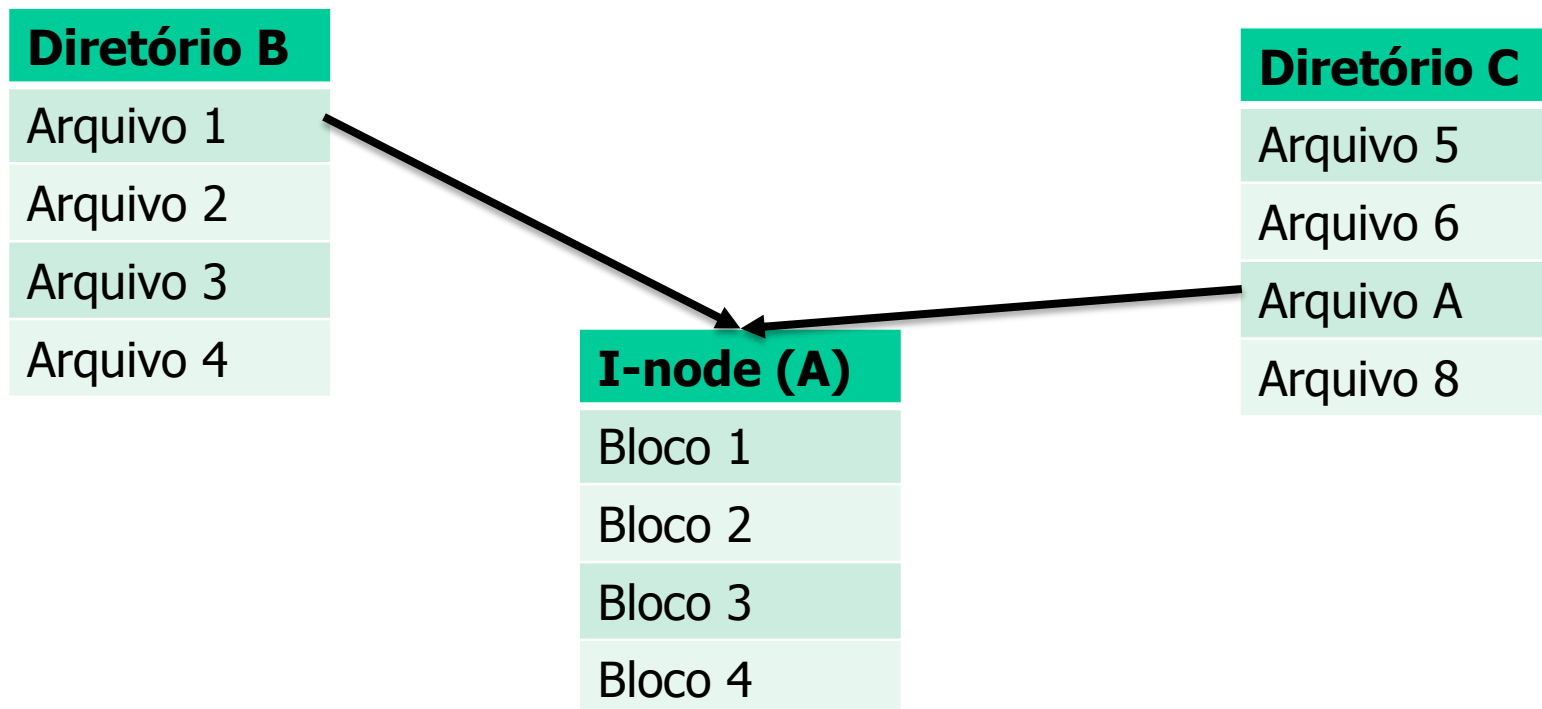 Diretório B
Arquivo 1
Arquivo 2
Arquivo 3
Arquivo 4
Diretório C
Arquivo 5
Arquivo 6
Arquivo A
Arquivo 8
I-node (A)
Bloco 1
Bloco 2
Bloco 3
Bloco 4